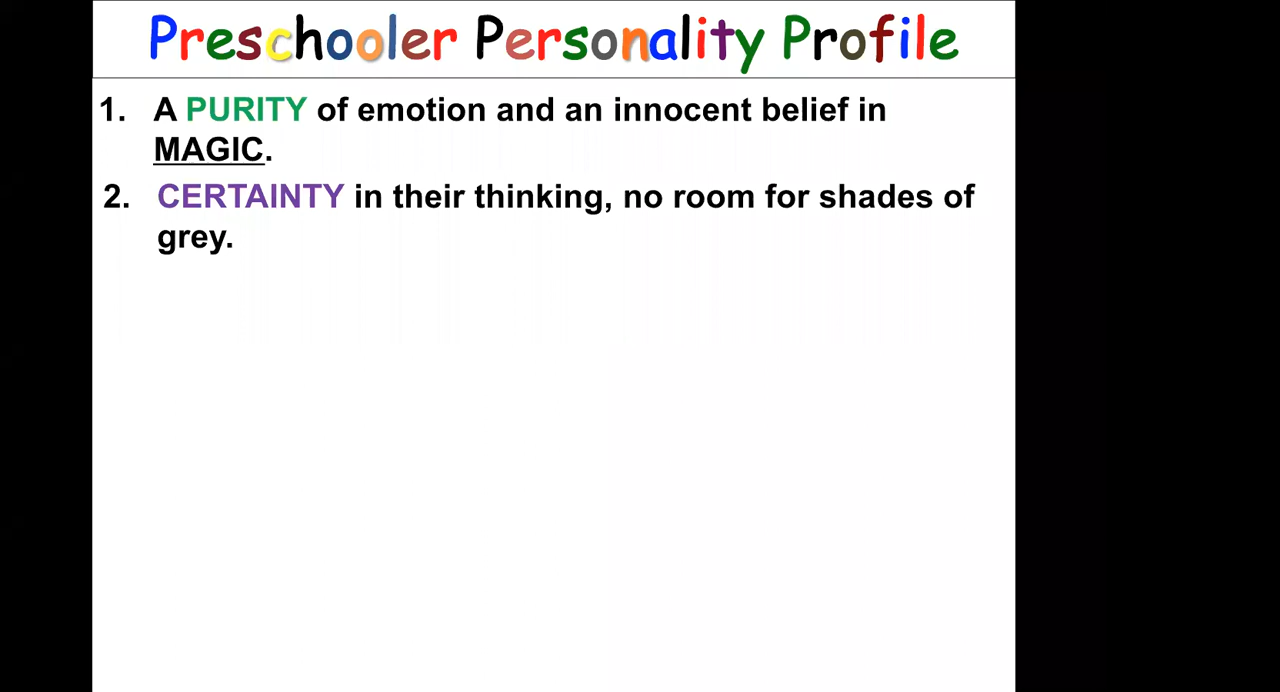 Preschooler Personality Profile
1. A PURITY of emotion and an innocent belief in
MAGIC.
2. CERTAINTY in their thinking, no room for shades of
grey.